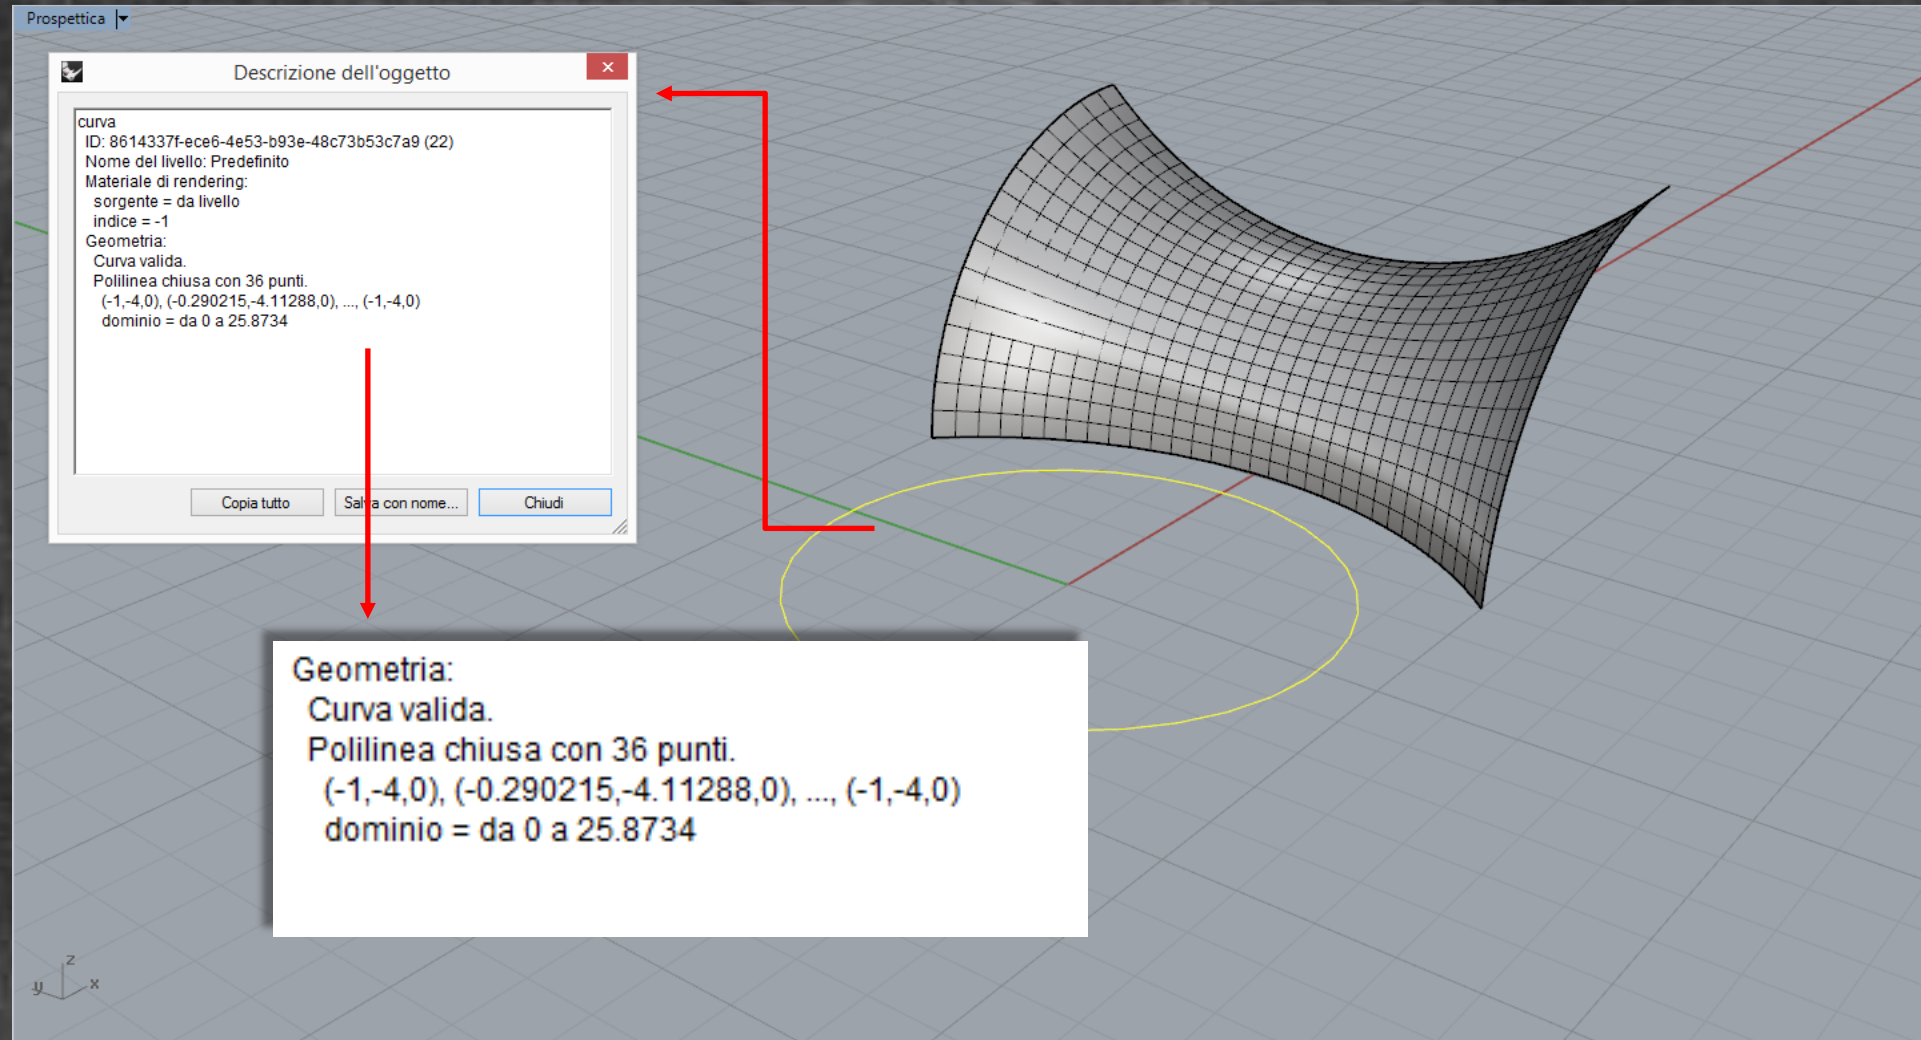 Prospettica
Descrizione dell'oggetto
curva
ID: 8614337f-ece6-4e53-b93e-48c73b53c7a9 (22)
Nome del livello: Predefinito
Materiale di rendering:
sorgente = da livello
indice = -1
Geometria:
Curva valida.
Polilinea chiusa con 36 punti.
(-1,-4,0), (-0.290215,-4.11288,0), ..., (-1,-4,0)
dominio = da 0 a 25.8734
Copia tutto
Salva con nome...
Chiudi
Geometria:
Curva valida.
Polilinea chiusa con 36 punti.
(-1,-4,0), (-0.290215,-4.11288,0), ..., (-1,-4,0)
dominio = da 0 a 25.8734
z
y
x